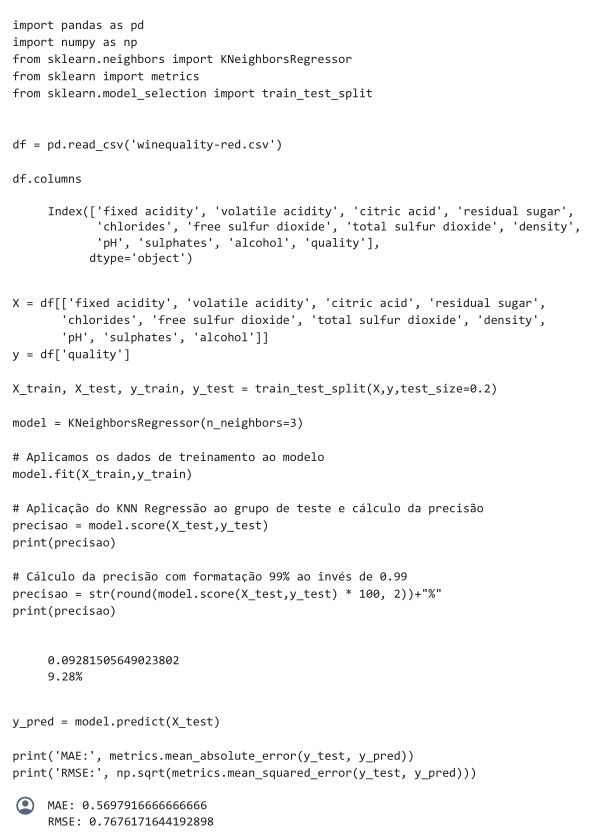 import pandas as pd
import numpy as np
from sklearn.neighbors import KNeighborsRegressor
from sklearn import metrics
from sklearn.model_selection import train_test_split
df = pd.read_csv('winequality-red.csv')
df.columns
Index(['fixed acidity', 'volatile acidity', 'citric acid', 'residual sugar',
'chlorides', 'free sulfur dioxide', 'total sulfur dioxide', 'density',
'pH', 'sulphates', 'alcohol', 'quality'],
dtype='object')
X = df[['fixed acidity', 'volatile acidity', 'citric acid', 'residual sugar',
'chlorides', 'free sulfur dioxide', 'total sulfur dioxide', 'density',
'pH', 'sulphates', 'alcohol']]
y = df['quality']
X_train, X_test, y_train, y_test = train_test_split(X,y,test_size=0.2)
model = KNeighborsRegressor(n_neighbors=3)
# Aplicamos os dados de treinamento ao modelo
model.fit(X_train,y_train)
# Aplicação do KNN Regressão ao grupo de teste e cálculo da precisão
precisao = model.score(X_test,y_test)
print(precisao)
# Cálculo da precisão com formatação 99% ao invés de 0.99
precisao = str(round(model.score(X_test,y_test) * 100, 2))+"%"
print(precisao)
0.09281505649023802
9.28%
y_pred = model.predict(X_test)
print('MAE:', metrics.mean_absolute_error(y_test, y_pred))
print('RMSE:', np.sqrt(metrics.mean_squared_error(y_test, y_pred)))
MAE: 0.5697916666666666
RMSE: 0.7676171644192898